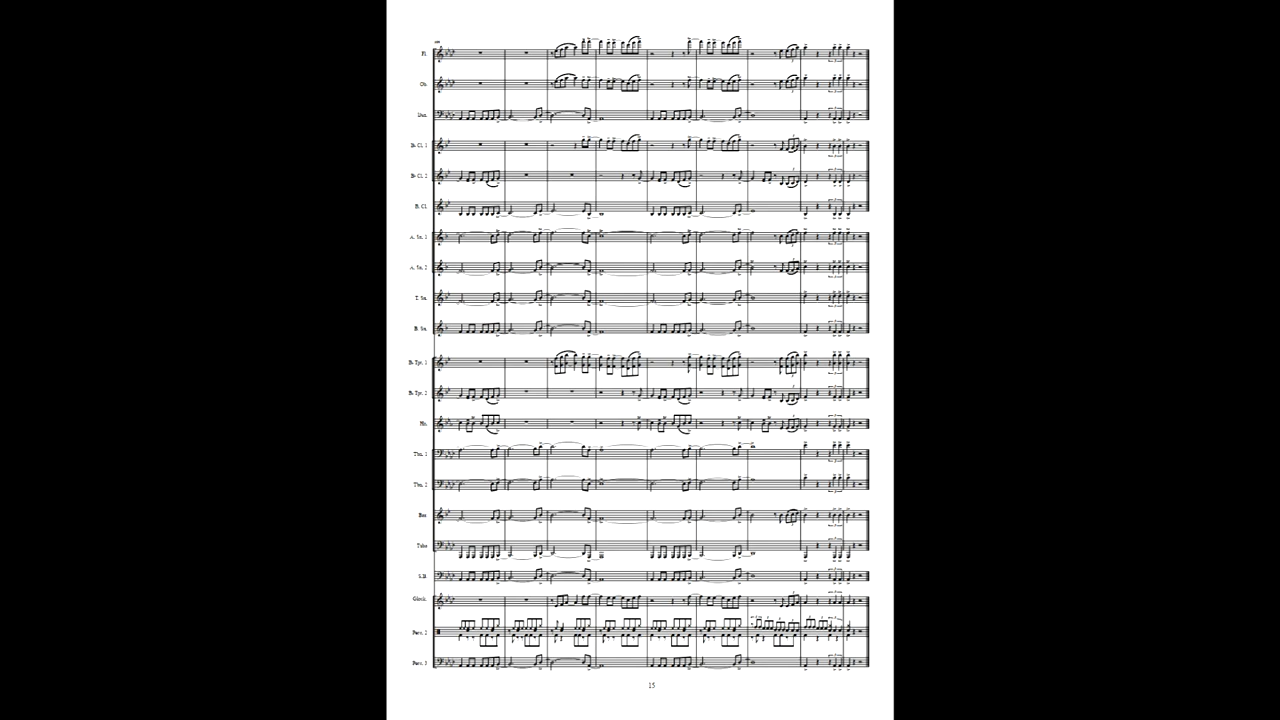 Fl.
Ob.
Bsn.
B♭ Cl. 1
B♭ Cl. 2
B. Cl.
A. Sx. 1
A. Sx. 2
T. Sx.
B. Sx.
B♭ Tpt. 1
B♭ Tpt. 2
Hn.
Tbn. 1
Tbn. 2
Euo
Tuba
S.B
Glock.
Perc. 2
Perc. 3
15